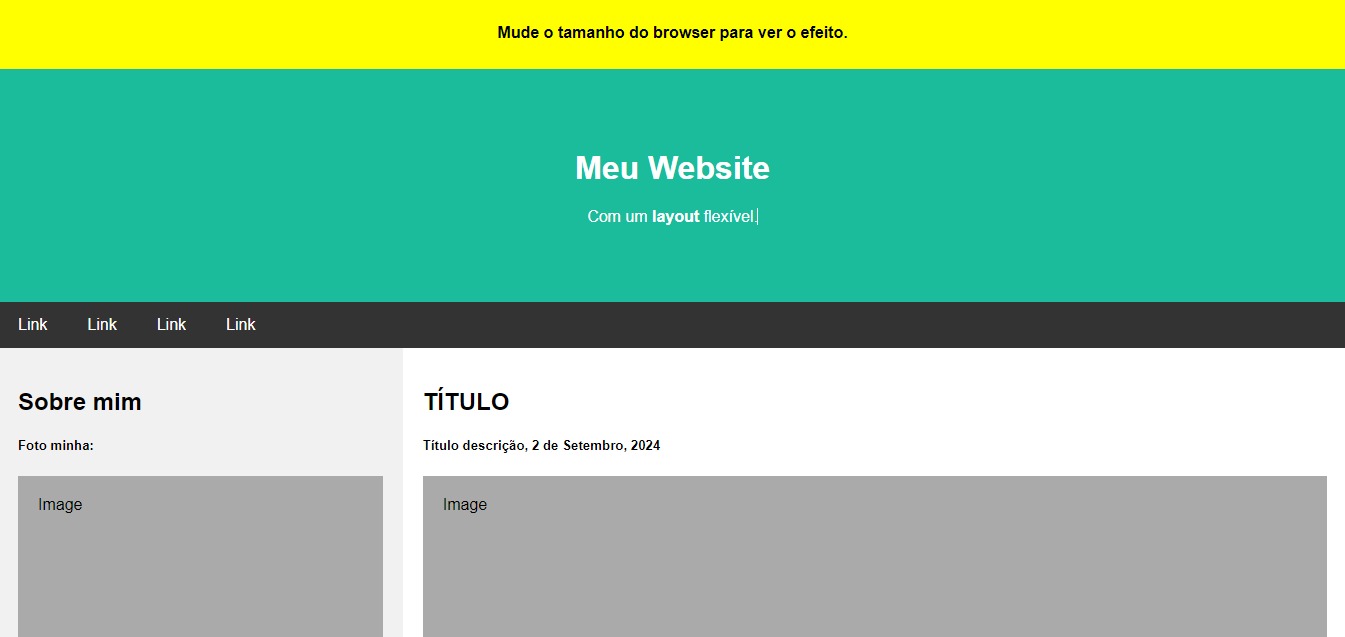 Mude o tamanho do browser para ver o efeito.
Meu Website
Com um layout flexível.
Link Link Link Link
Sobre mim
Foto minha:
Image
TÍTULO
Título descrição, 2 de Setembro, 2024
Image